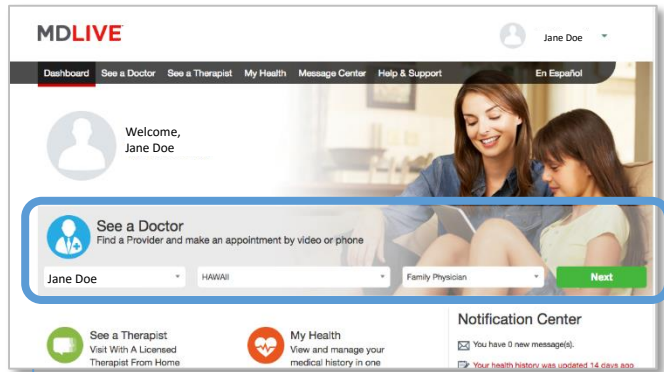 MDLIVE
Jane Doe
Dashboard See a Doctor See a Therapist My Health Message Center Help & Support En Español
Welcome,
Jane Doe
See a Doctor
Find a Provider and make an appointment by video or phone
Jane Doe HAWAII Family Physician Next
See a Therapist
Visit With A Licensed
Therapist From Home
My Health
View and manage your
medical history in one
Notification Center
You have 0 new message(s).
Your health history was updated 14 days ago